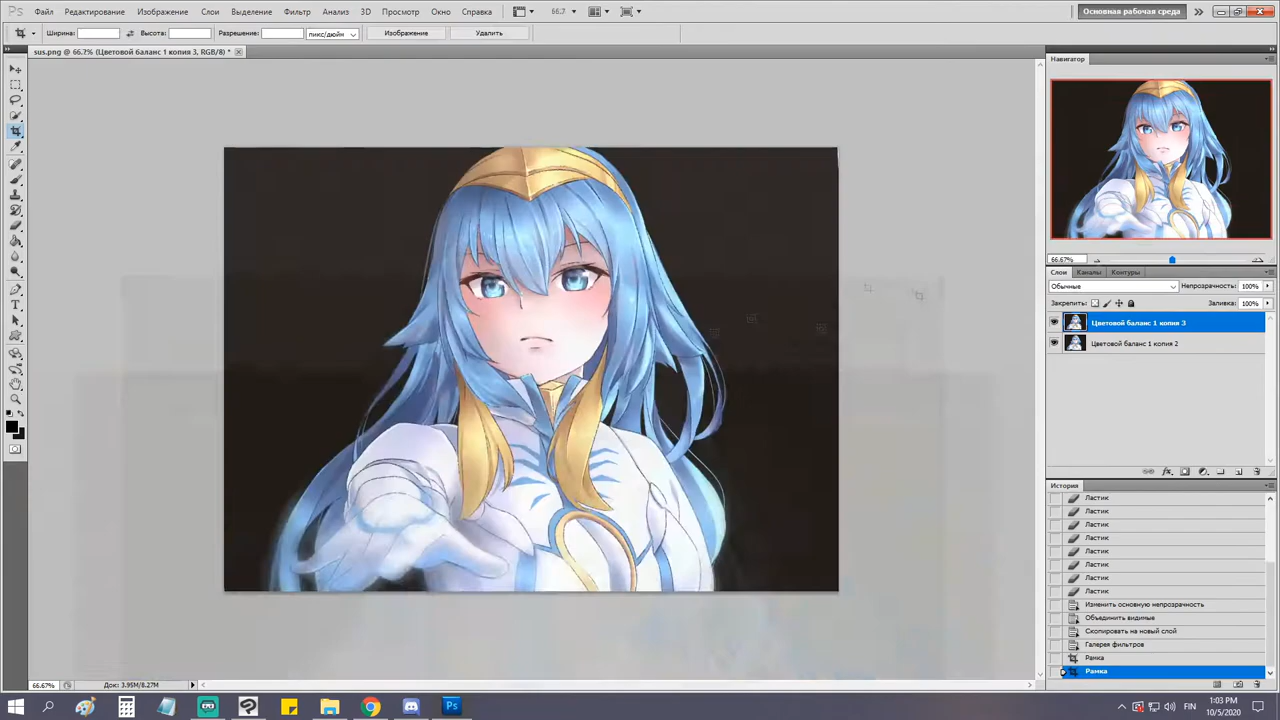 Ps Файл Редактирование Изображение Слои Выделение Фильтр Анализ 3D Просмотр Окно Справка 66.7 Основная рабочая среда
Ширина: Высота: Разрешение: пикс/дюйм Изображение Удалить
sus.png @ 66.7% (Цветовой баланс 1 копия 3, RGB/8) *
Навигатор
66.67%
Слои Каналы Контуры
Обычные Непрозрачность: 100%
Закрепить: Заливка: 100%
Цветовой баланс 1 копия 3
Цветовой баланс 1 копия 2
История
Ластик
Ластик
Ластик
Ластик
Ластик
Ластик
Ластик
Ластик
Изменить основную непрозрачность
Объединить видимые
Скопировать на новый слой
Галерея фильтров
Рамка
Рамка
66.67% Док: 3.95M/8.27M
FIN
1:03 PM
10/5/2020